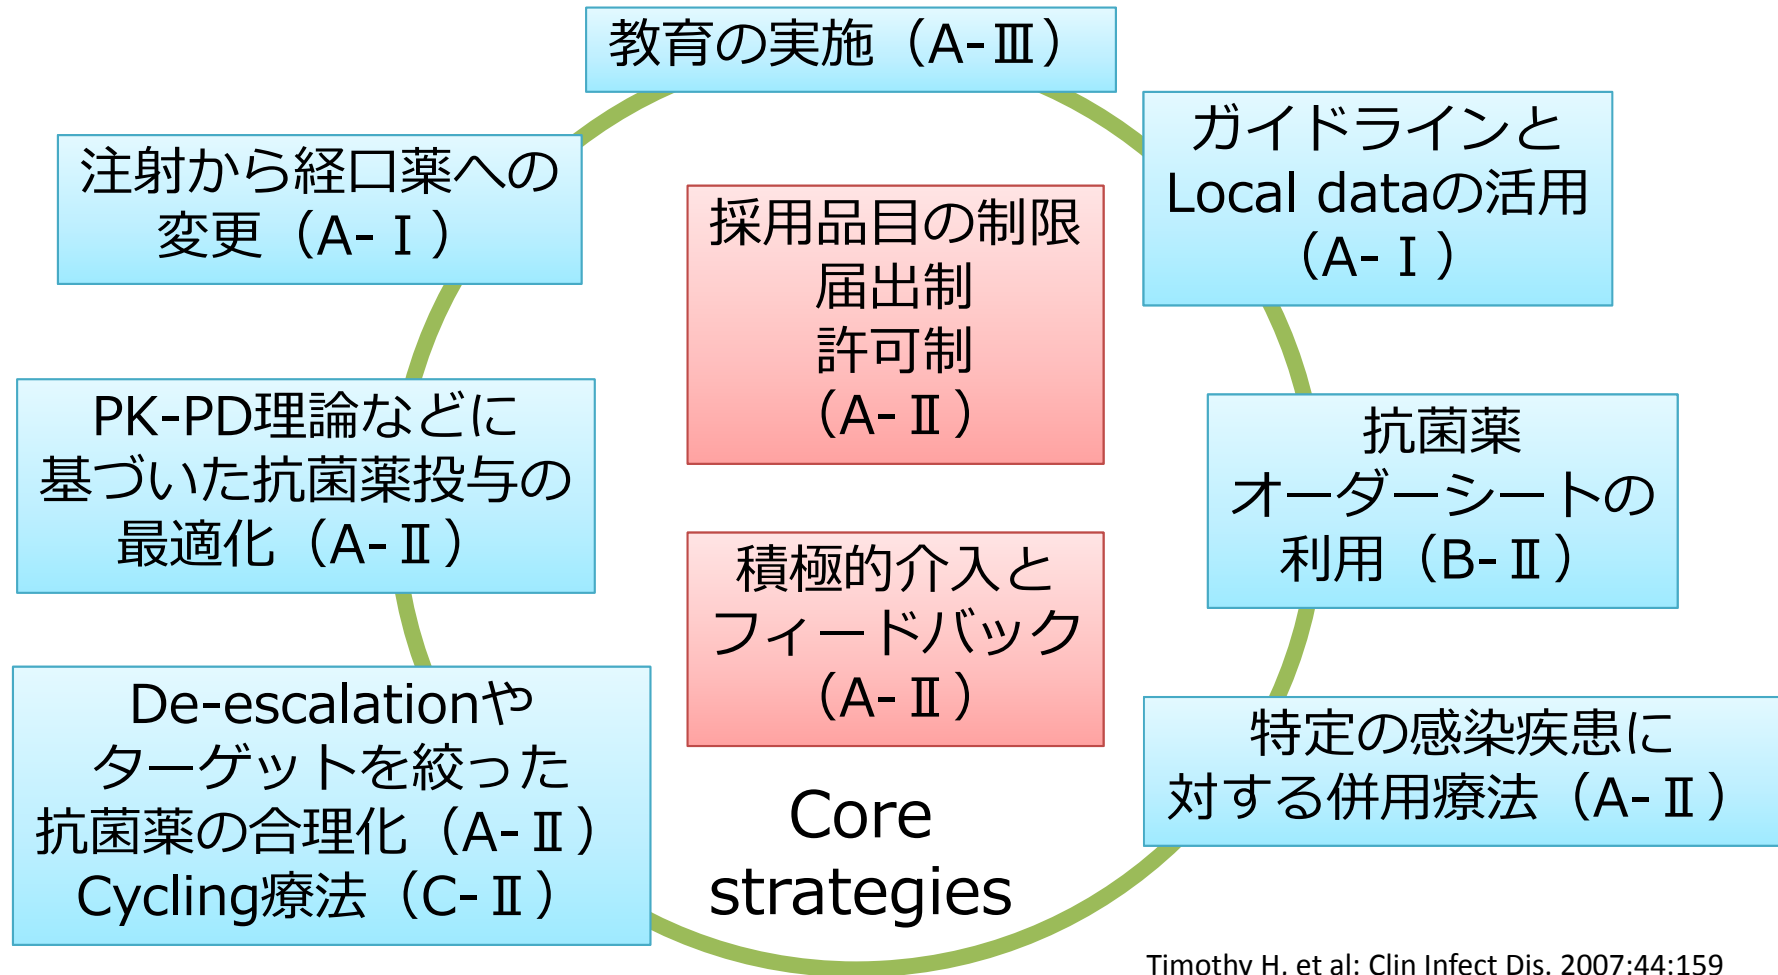 教育の実施（A-Ⅲ）
ガイドラインと
Local dataの活用
（A-Ⅰ）
抗菌薬
オーダーシートの
利用（B-Ⅱ）
特定の感染疾患に
対する併用療法（A-Ⅱ）
De-escalationや
ターゲットを絞った
抗菌薬の合理化（A-Ⅱ）
Cycling療法（C-Ⅱ）
PK-PD理論などに
基づいた抗菌薬投与の
最適化（A-Ⅱ）
注射から経口薬への
変更（A-Ⅰ）
採用品目の制限
届出制
許可制
（A-Ⅱ）
積極的介入と
フィードバック
（A-Ⅱ）
Core
strategies
Timothy H, et al: Clin Infect Dis. 2007:44:159